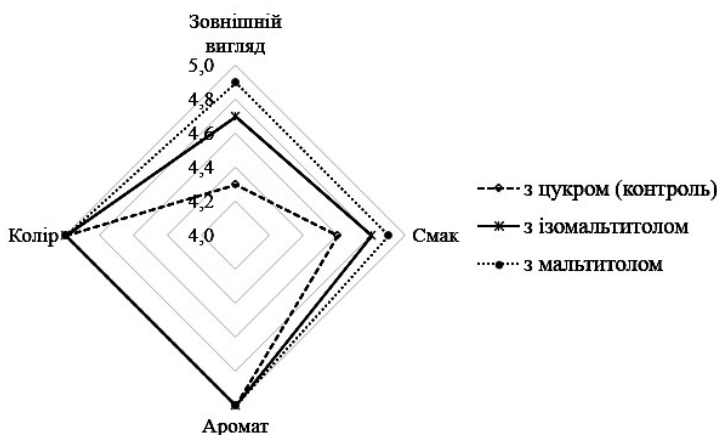 Зовнішній
вигляд
5,0
4,8
4,6
4,4
4,2
4,0
Колір
Смак
Аромат
з цукром (контроль)
з ізомальтитолом
з мальтитолом